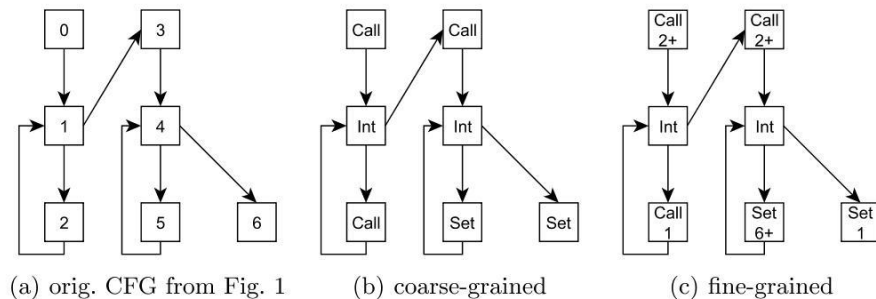 0 3 Call Call Call 2+ Call 2+
1 4 Int Int Int Int
2 5 6 Call Set Set Call 1 Set 6+ Set 1
(a) orig. CFG from Fig. 1 (b) coarse-grained (c) fine-grained